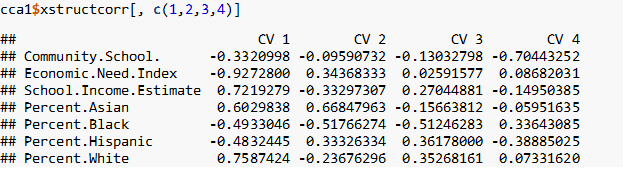 cca1$xstructcorr[, c(1,2,3,4)]
## CV 1 CV 2 CV 3 CV 4
## Community.School. -0.3320998 -0.09590732 -0.13032798 -0.70443252
## Economic.Need.Index -0.9272800 0.34368333 0.02591577 0.08682031
## School.Income.Estimate 0.7219279 -0.33297307 0.27044881 -0.14950385
## Percent.Asian 0.6029838 0.66847963 -0.15663812 -0.05951635
## Percent.Black -0.4933046 -0.51766274 -0.51246283 0.33643085
## Percent.Hispanic -0.4832445 0.33326334 0.36178000 -0.38885025
## Percent.White 0.7587424 -0.23676296 0.35268161 0.07331620